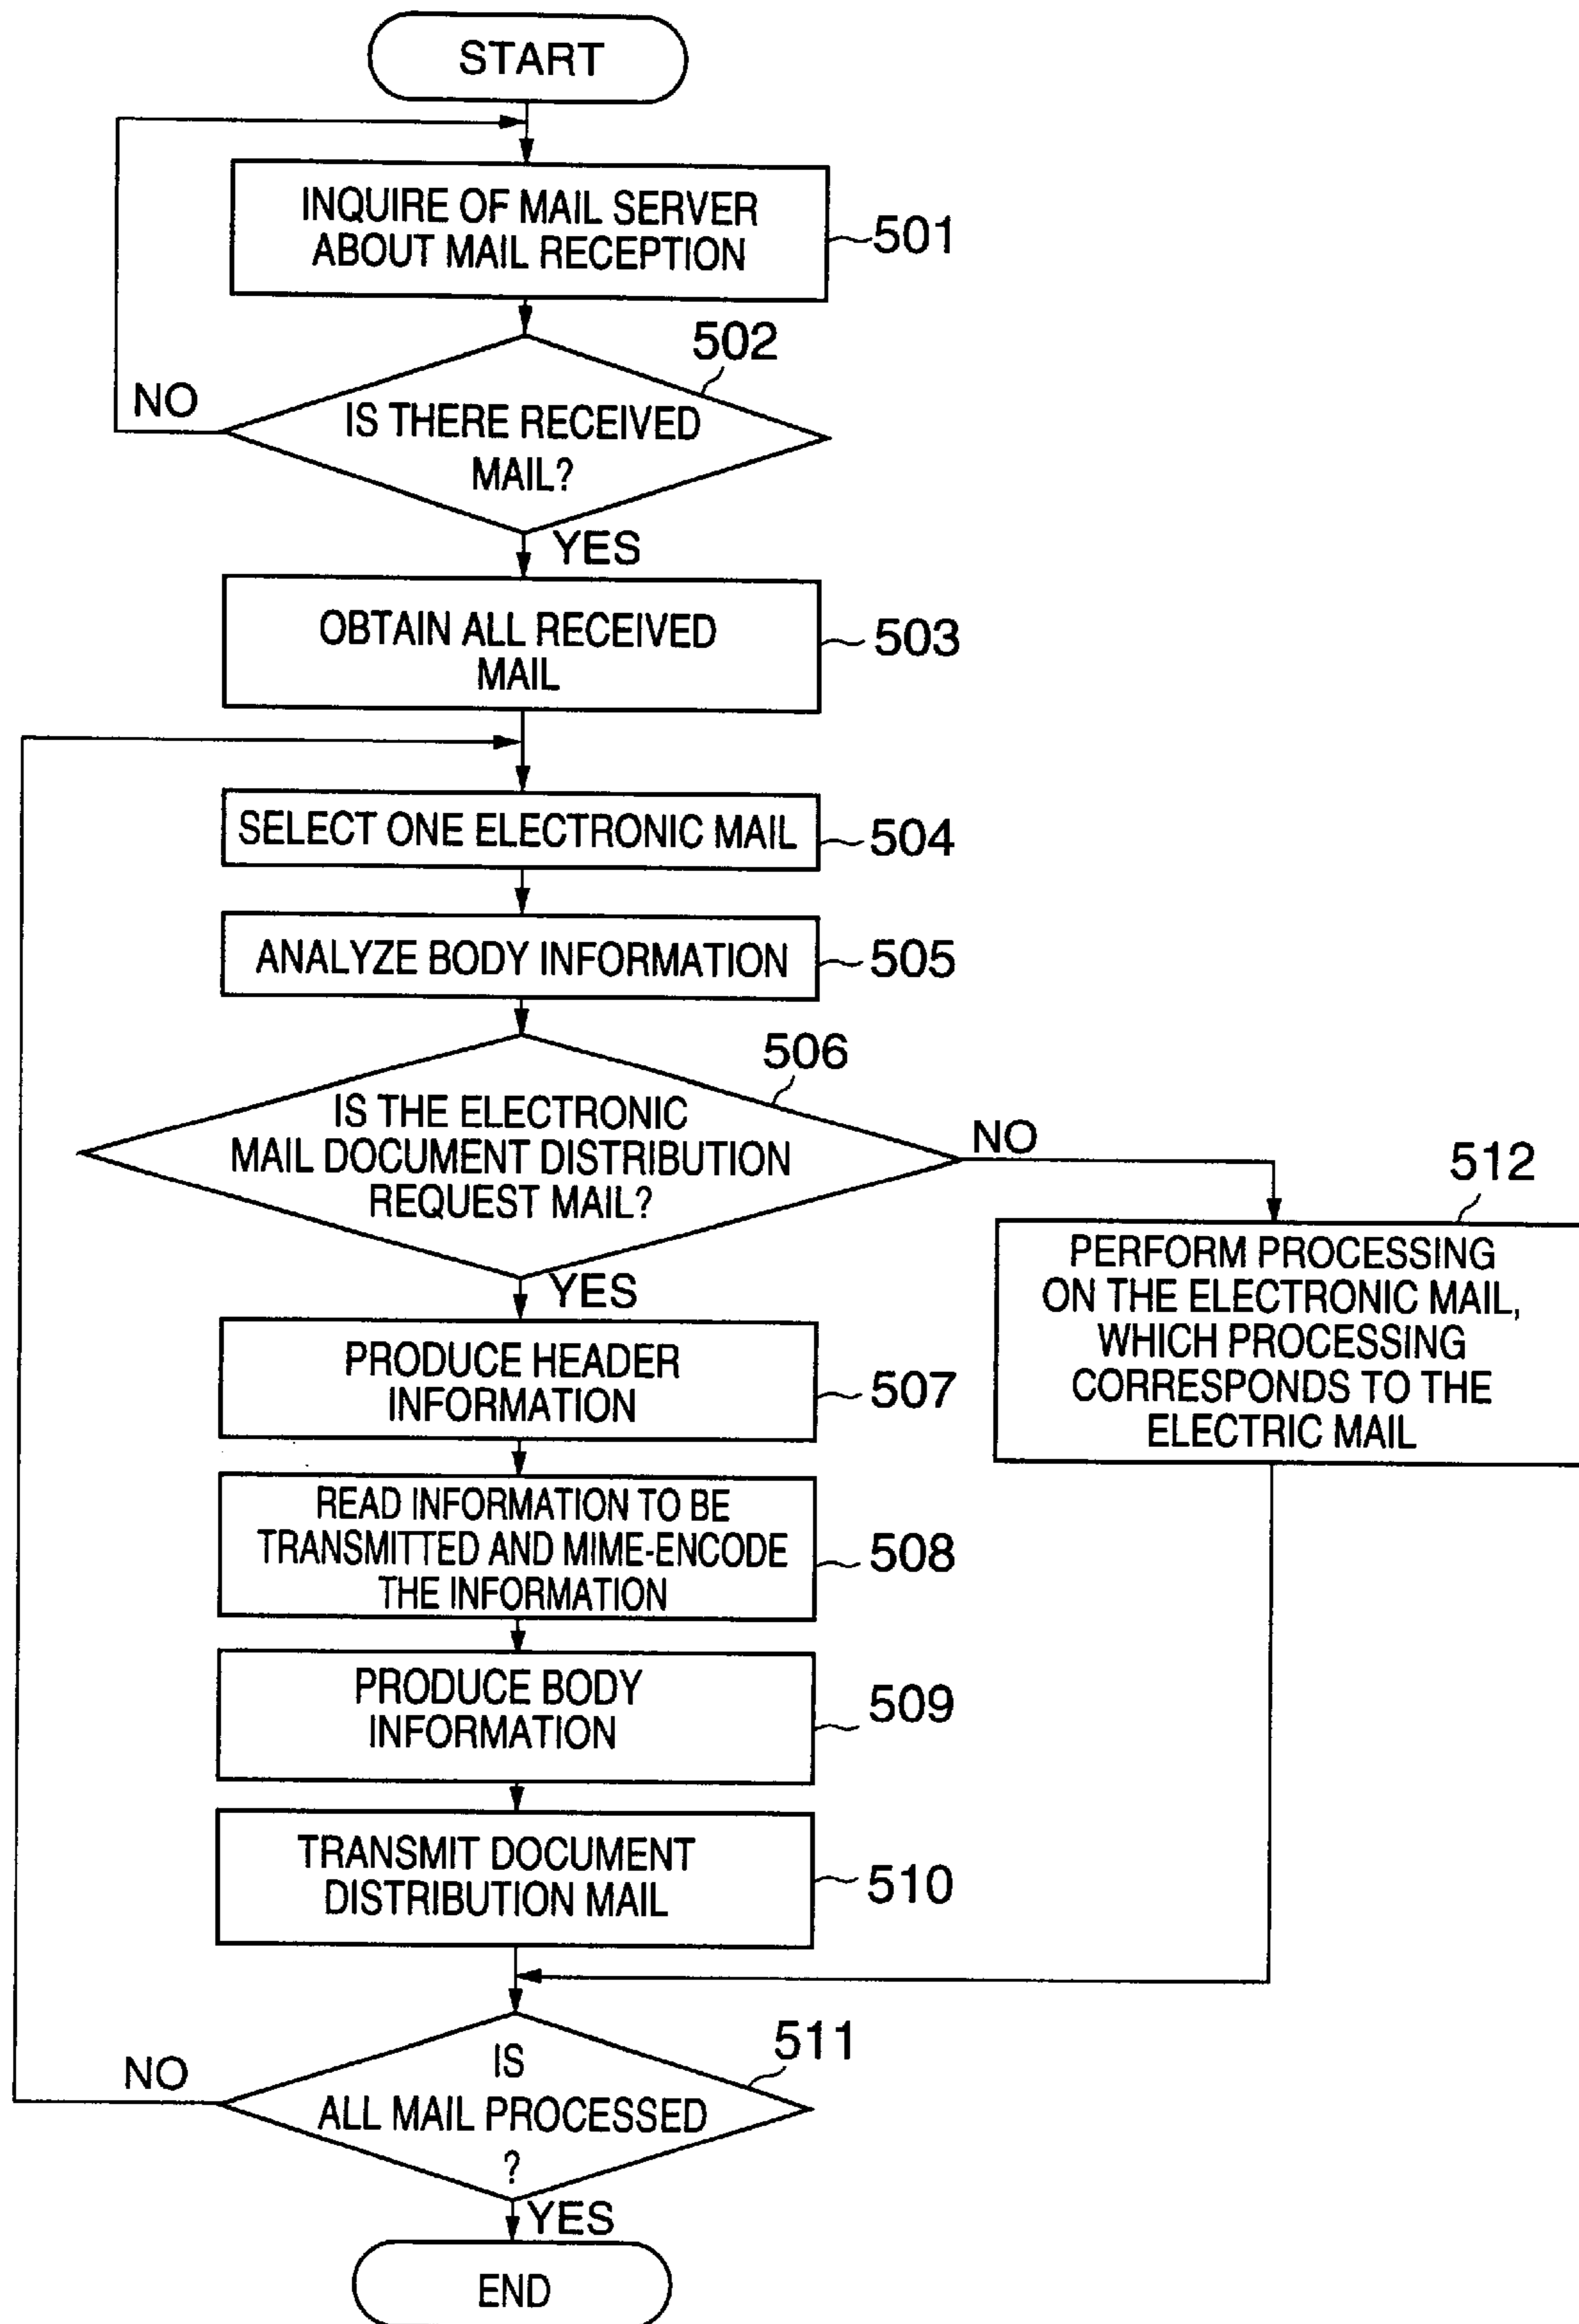 START
INQUIRE OF MAIL SERVER
ABOUT MAIL RECEPTION
501
502
NO
IS THERE RECEIVED
MAIL?
YES
OBTAIN ALL RECEIVED
MAIL
503
SELECT ONE ELECTRONIC MAIL
504
ANALYZE BODY INFORMATION
505
506
IS THE ELECTRONIC
MAIL DOCUMENT DISTRIBUTION
REQUEST MAIL?
NO
512
PERFORM PROCESSING
ON THE ELECTRONIC MAIL,
WHICH PROCESSING
CORRESPONDS TO THE
ELECTRIC MAIL
YES
PRODUCE HEADER
INFORMATION
507
READ INFORMATION TO BE
TRANSMITTED AND MIME-ENCODE
THE INFORMATION
508
PRODUCE BODY
INFORMATION
509
TRANSMIT DOCUMENT
DISTRIBUTION MAIL
510
511
NO
IS
ALL MAIL PROCESSED
?
YES
END